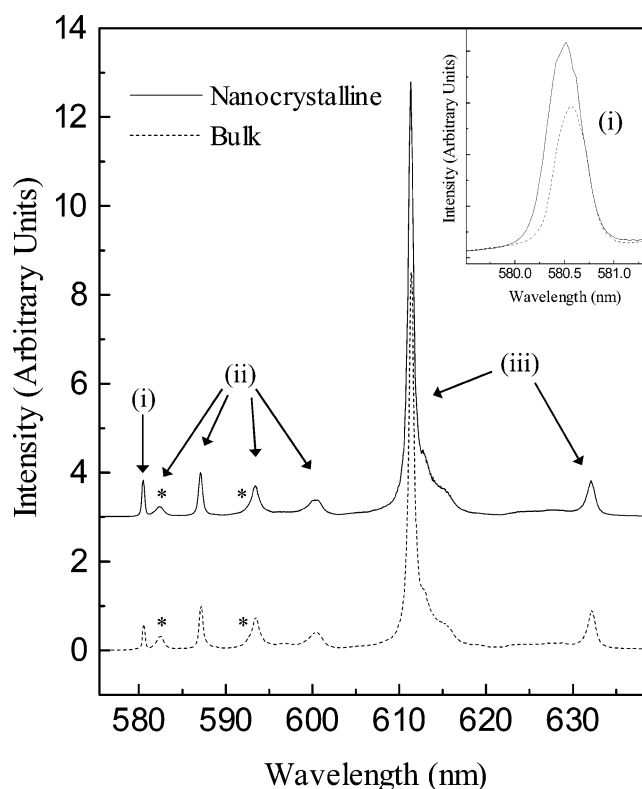 14
12
10
8
6
4
2
0
Intensity (Arbitrary Units)
Nanocrystalline
Bulk
Intensity (Arbitrary Units)
(i)
580.0 580.5 581.0
Wavelength (nm)
(i)
(ii)
(iii)
* *
* *
580 590 600 610 620 630
Wavelength (nm)